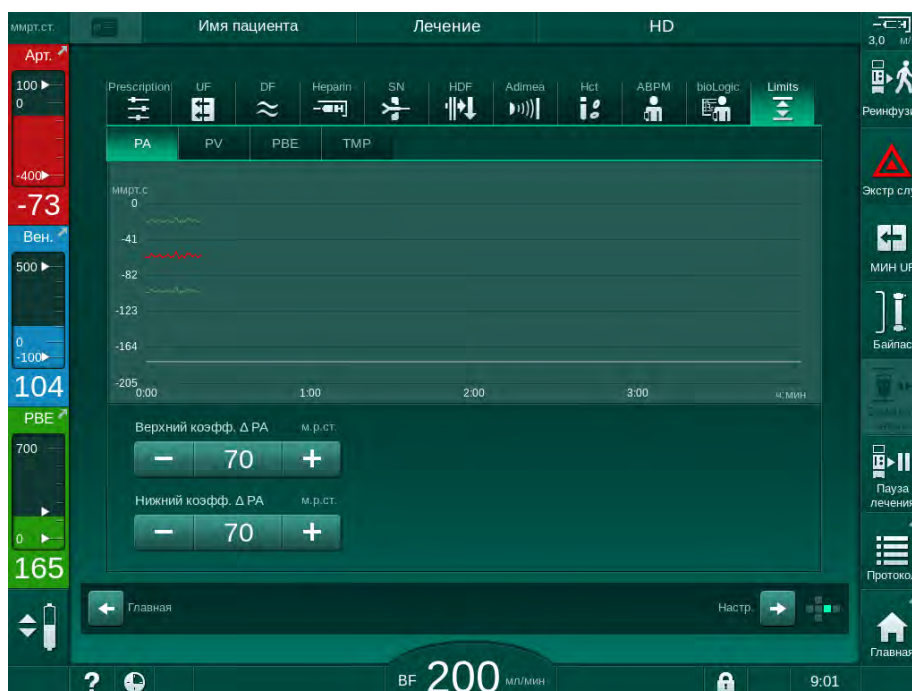 ммрт.ст.
Имя пациента
Лечение
HD
3,0 м/
Арт.
100
0
-400
-73
Вен.
500
0
-100
104
PBE
700
0
165
Prescription
UF
DF
Heparin
SN
HDF
Adimea
Hct
ABPM
bioLogic
Limits
PA
PV
PBE
TMP
ммрт.с
0
-41
-82
-123
-164
-205
0:00
1:00
2:00
3:00
ч:мин
Верхний коэфф. Δ PA м.р.ст.
− 70 +
Нижний коэфф. Δ PA м.р.ст.
− 70 +
Главная
Настр.
Реинфузи
Экстр слу
МИН UF
Байпас
Пауза
лечения
Протокол
Главная
?
BF 200 мл/мин
9:01